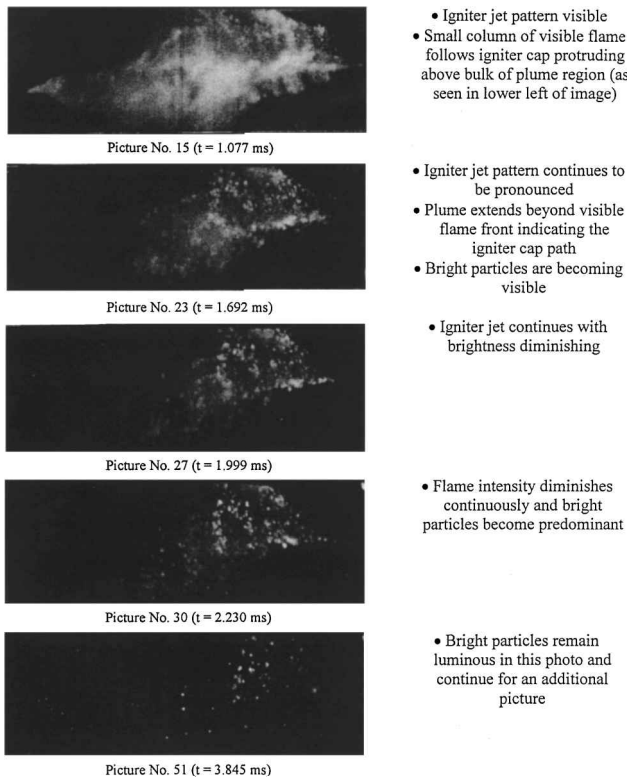 • Igniter jet pattern visible
• Small column of visible flame
follows igniter cap protruding
above bulk of plume region (as
seen in lower left of image)
Picture No. 15 (t = 1.077 ms)
• Igniter jet pattern continues to
be pronounced
• Plume extends beyond visible
flame front indicating the
igniter cap path
• Bright particles are becoming
visible
Picture No. 23 (t = 1.692 ms)
• Igniter jet continues with
brightness diminishing
Picture No. 27 (t = 1.999 ms)
• Flame intensity diminishes
continuously and bright
particles become predominant
Picture No. 30 (t = 2.230 ms)
• Bright particles remain
luminous in this photo and
continue for an additional
picture
Picture No. 51 (t = 3.845 ms)